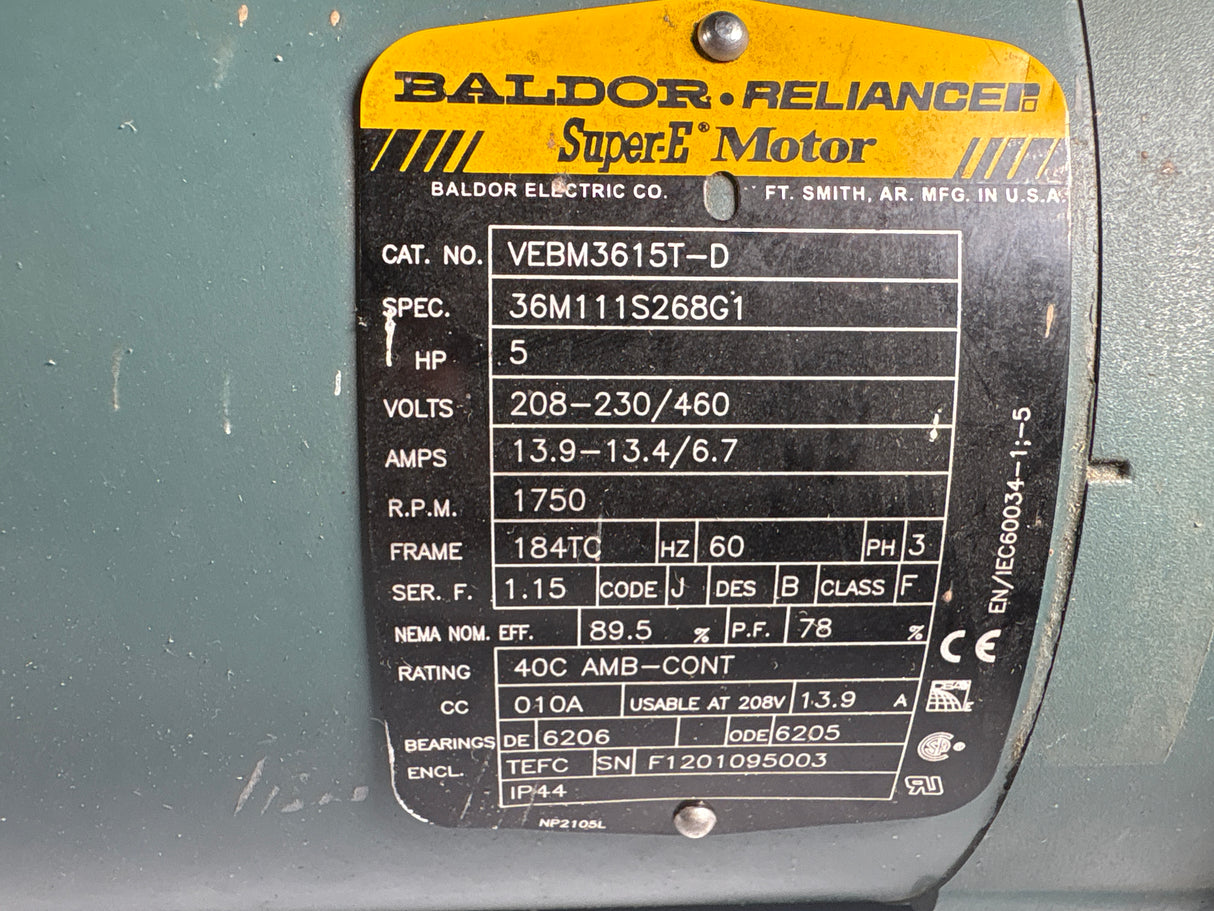 BALDOR • RELIANCER
Super-E® Motor
BALDOR ELECTRIC CO. FT. SMITH, AR. MFG. IN U.S.A.
CAT. NO. VEBM3615T-D
SPEC. 36M111S268G1
HP 5
VOLTS 208-230/460
AMPS 13.9-13.4/6.7
R.P.M. 1750
FRAME 184TC HZ 60 PH 3
SER. F. 1.15 CODE J DES B CLASS F
NEMA NOM. EFF. 89.5 % P.F. 78 %
RATING 40C AMB-CONT
CC 010A USABLE AT 208V 13.9 A
BEARINGS DE 6206 ODE 6205
ENCL. TEFC SN F1201095003
IP44
NP2105L
EN/IEC60034-1;-5
CE